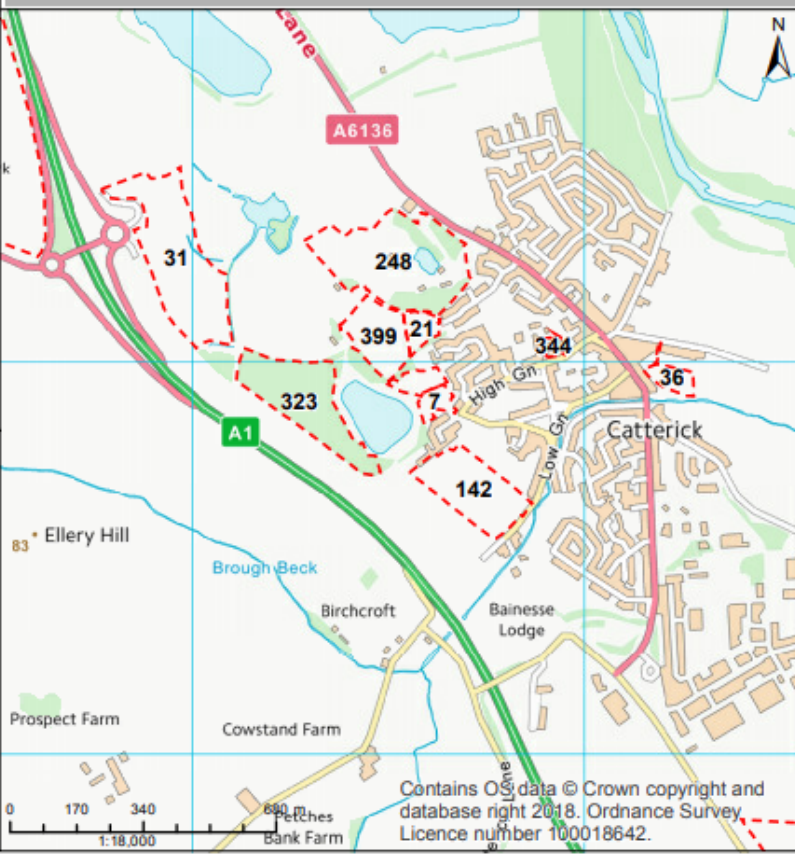 Lane
N
A6136
k
31
248
399
21
344
36
High Gn
7
323
A1
Catterick
Low Gn
142
83
Ellery Hill
Brough Beck
Birchcroft
Bainesse
Lodge
Prospect Farm
Cowstand Farm
Contains OS data © Crown copyright and
database right 2018. Ordnance Survey
Licence number 100018642.
0 170 340 680 m
1:18,000
Petches
Bank Farm
Lane